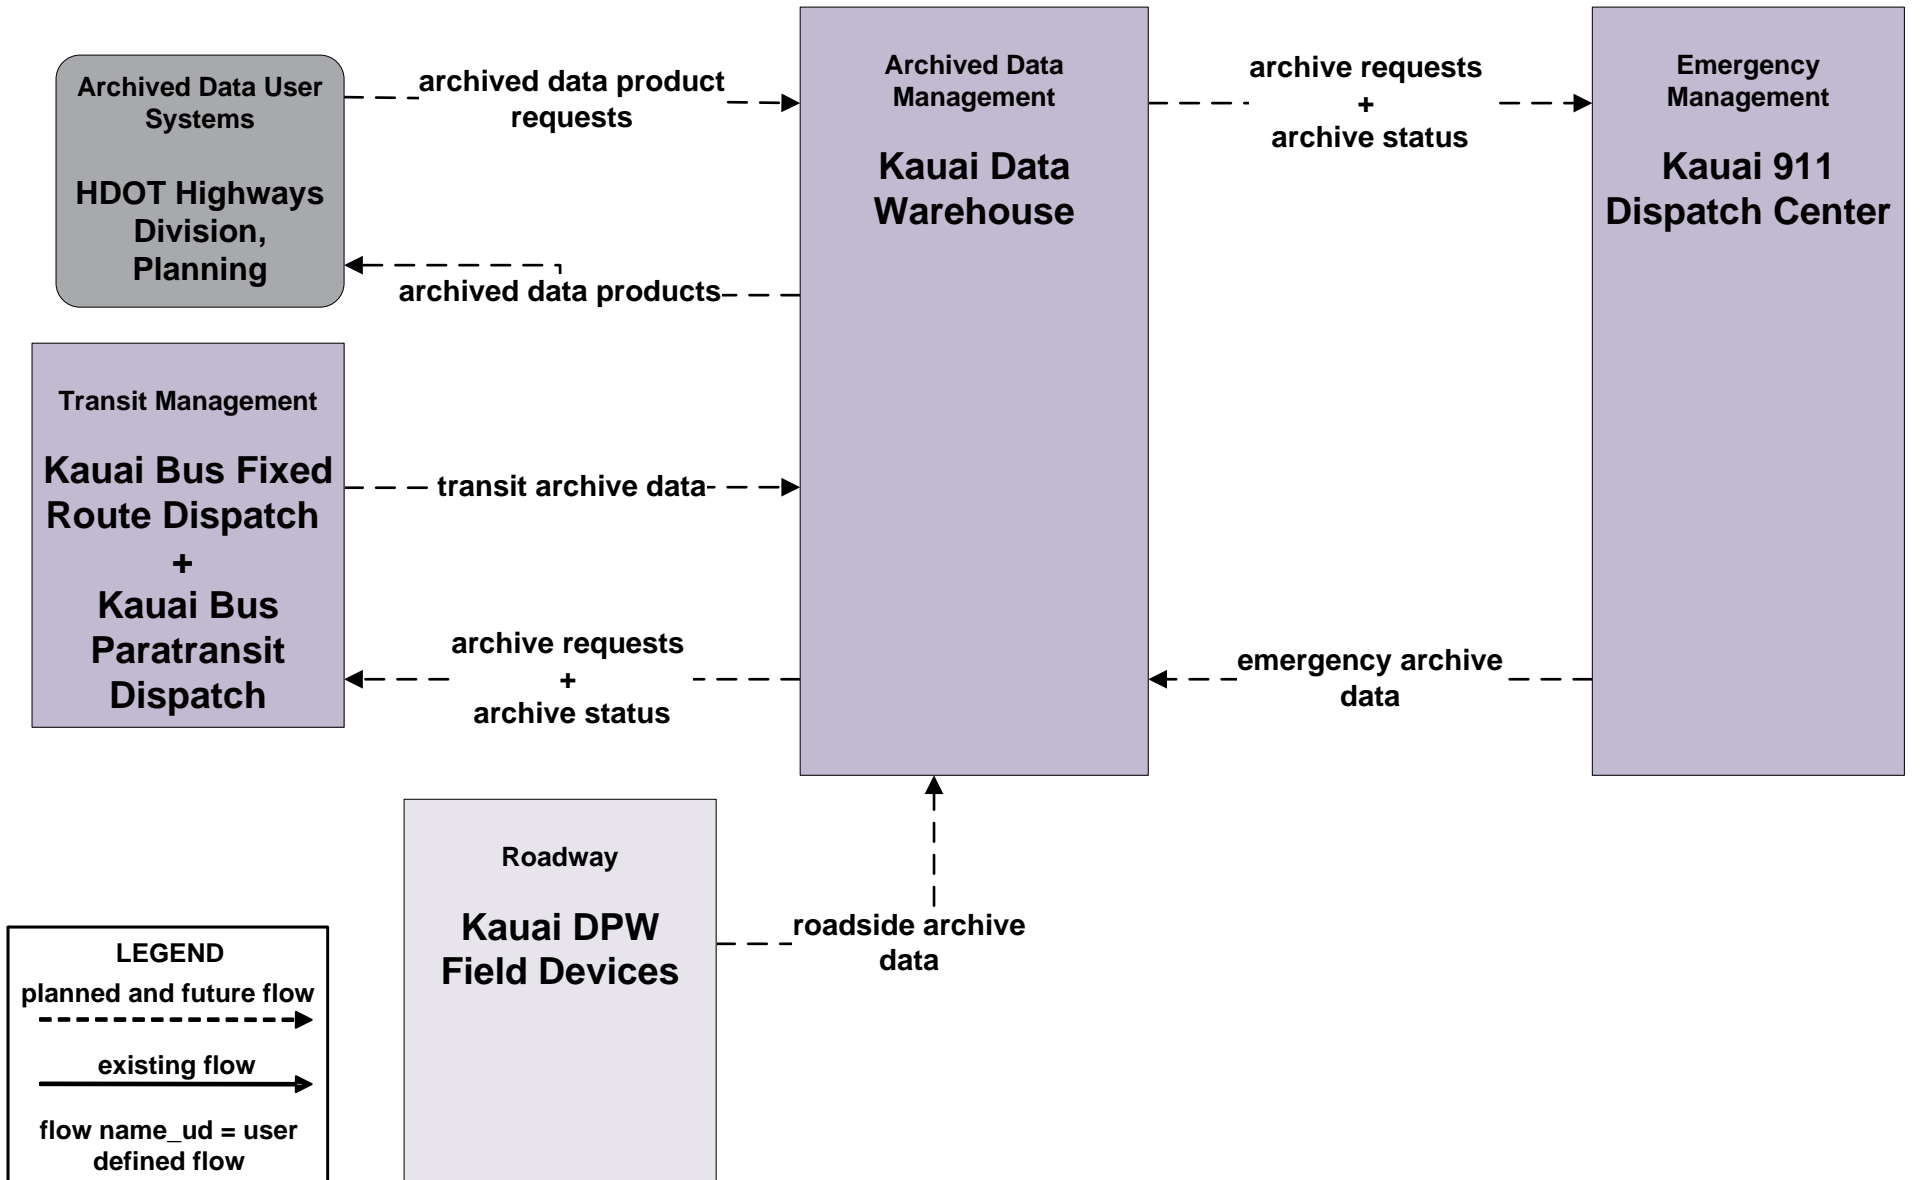 Archived Data User
Systems
HDOT Highways
Division,
Planning
archived data product
requests
archived data products
Archived Data
Management
Kauai Data
Warehouse
archive requests
+
archive status
Emergency
Management
Kauai 911
Dispatch Center
Transit Management
Kauai Bus Fixed
Route Dispatch
+
Kauai Bus
Paratransit
Dispatch
transit archive data
archive requests
+
archive status
emergency archive
data
Roadway
Kauai DPW
Field Devices
roadside archive
data
LEGEND
planned and future flow
existing flow
flow name_ud = user
defined flow